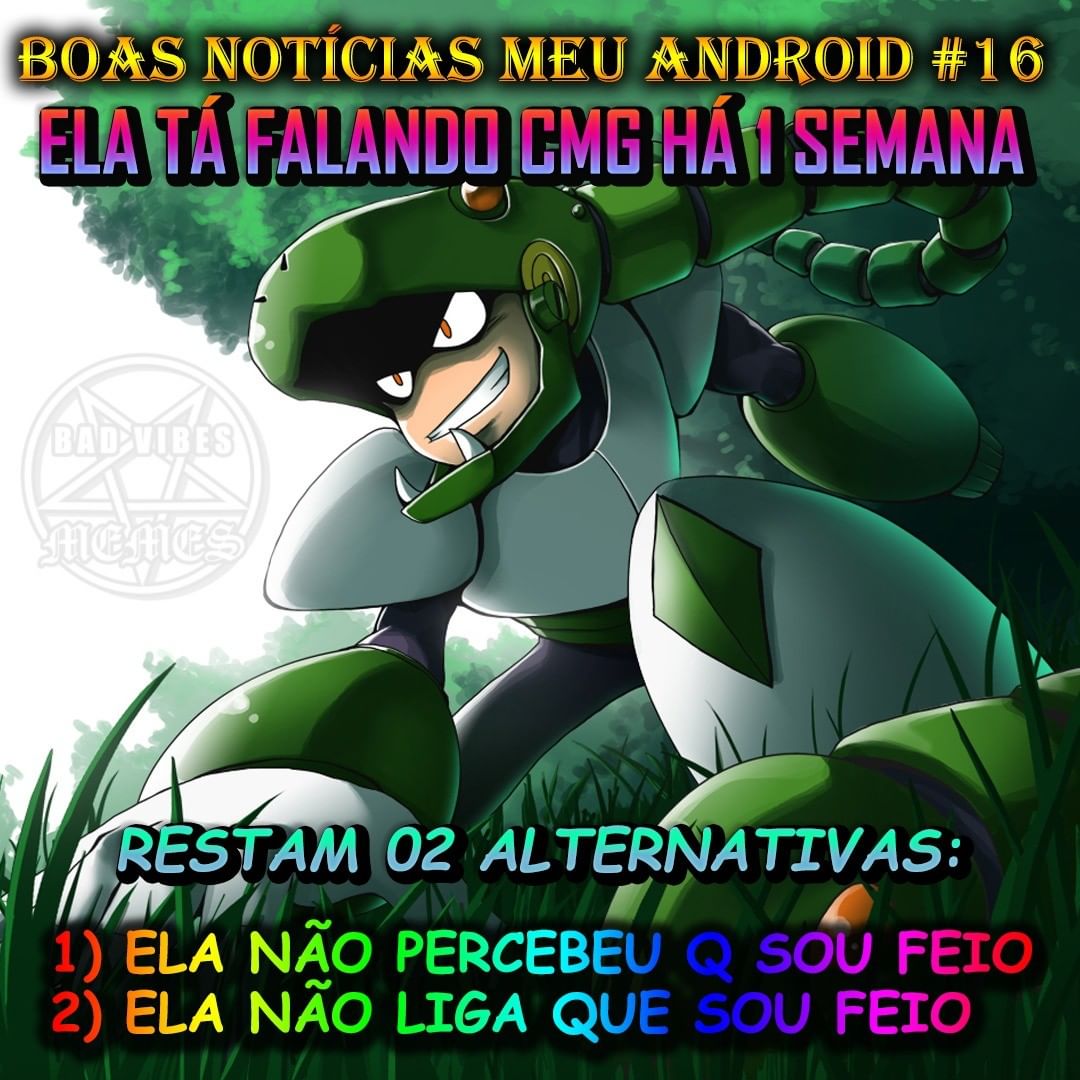 BOAS NOTÍCIAS MEU ANDROID #16
ELA TÁ FALANDO CMG HÁ 1 SEMANA
BAD VIBES
MEMES
RESTAM 02 ALTERNATIVAS:
1) ELA NÃO PERCEBEU Q SOU FEIO
2) ELA NÃO LIGA QUE SOU FEIO